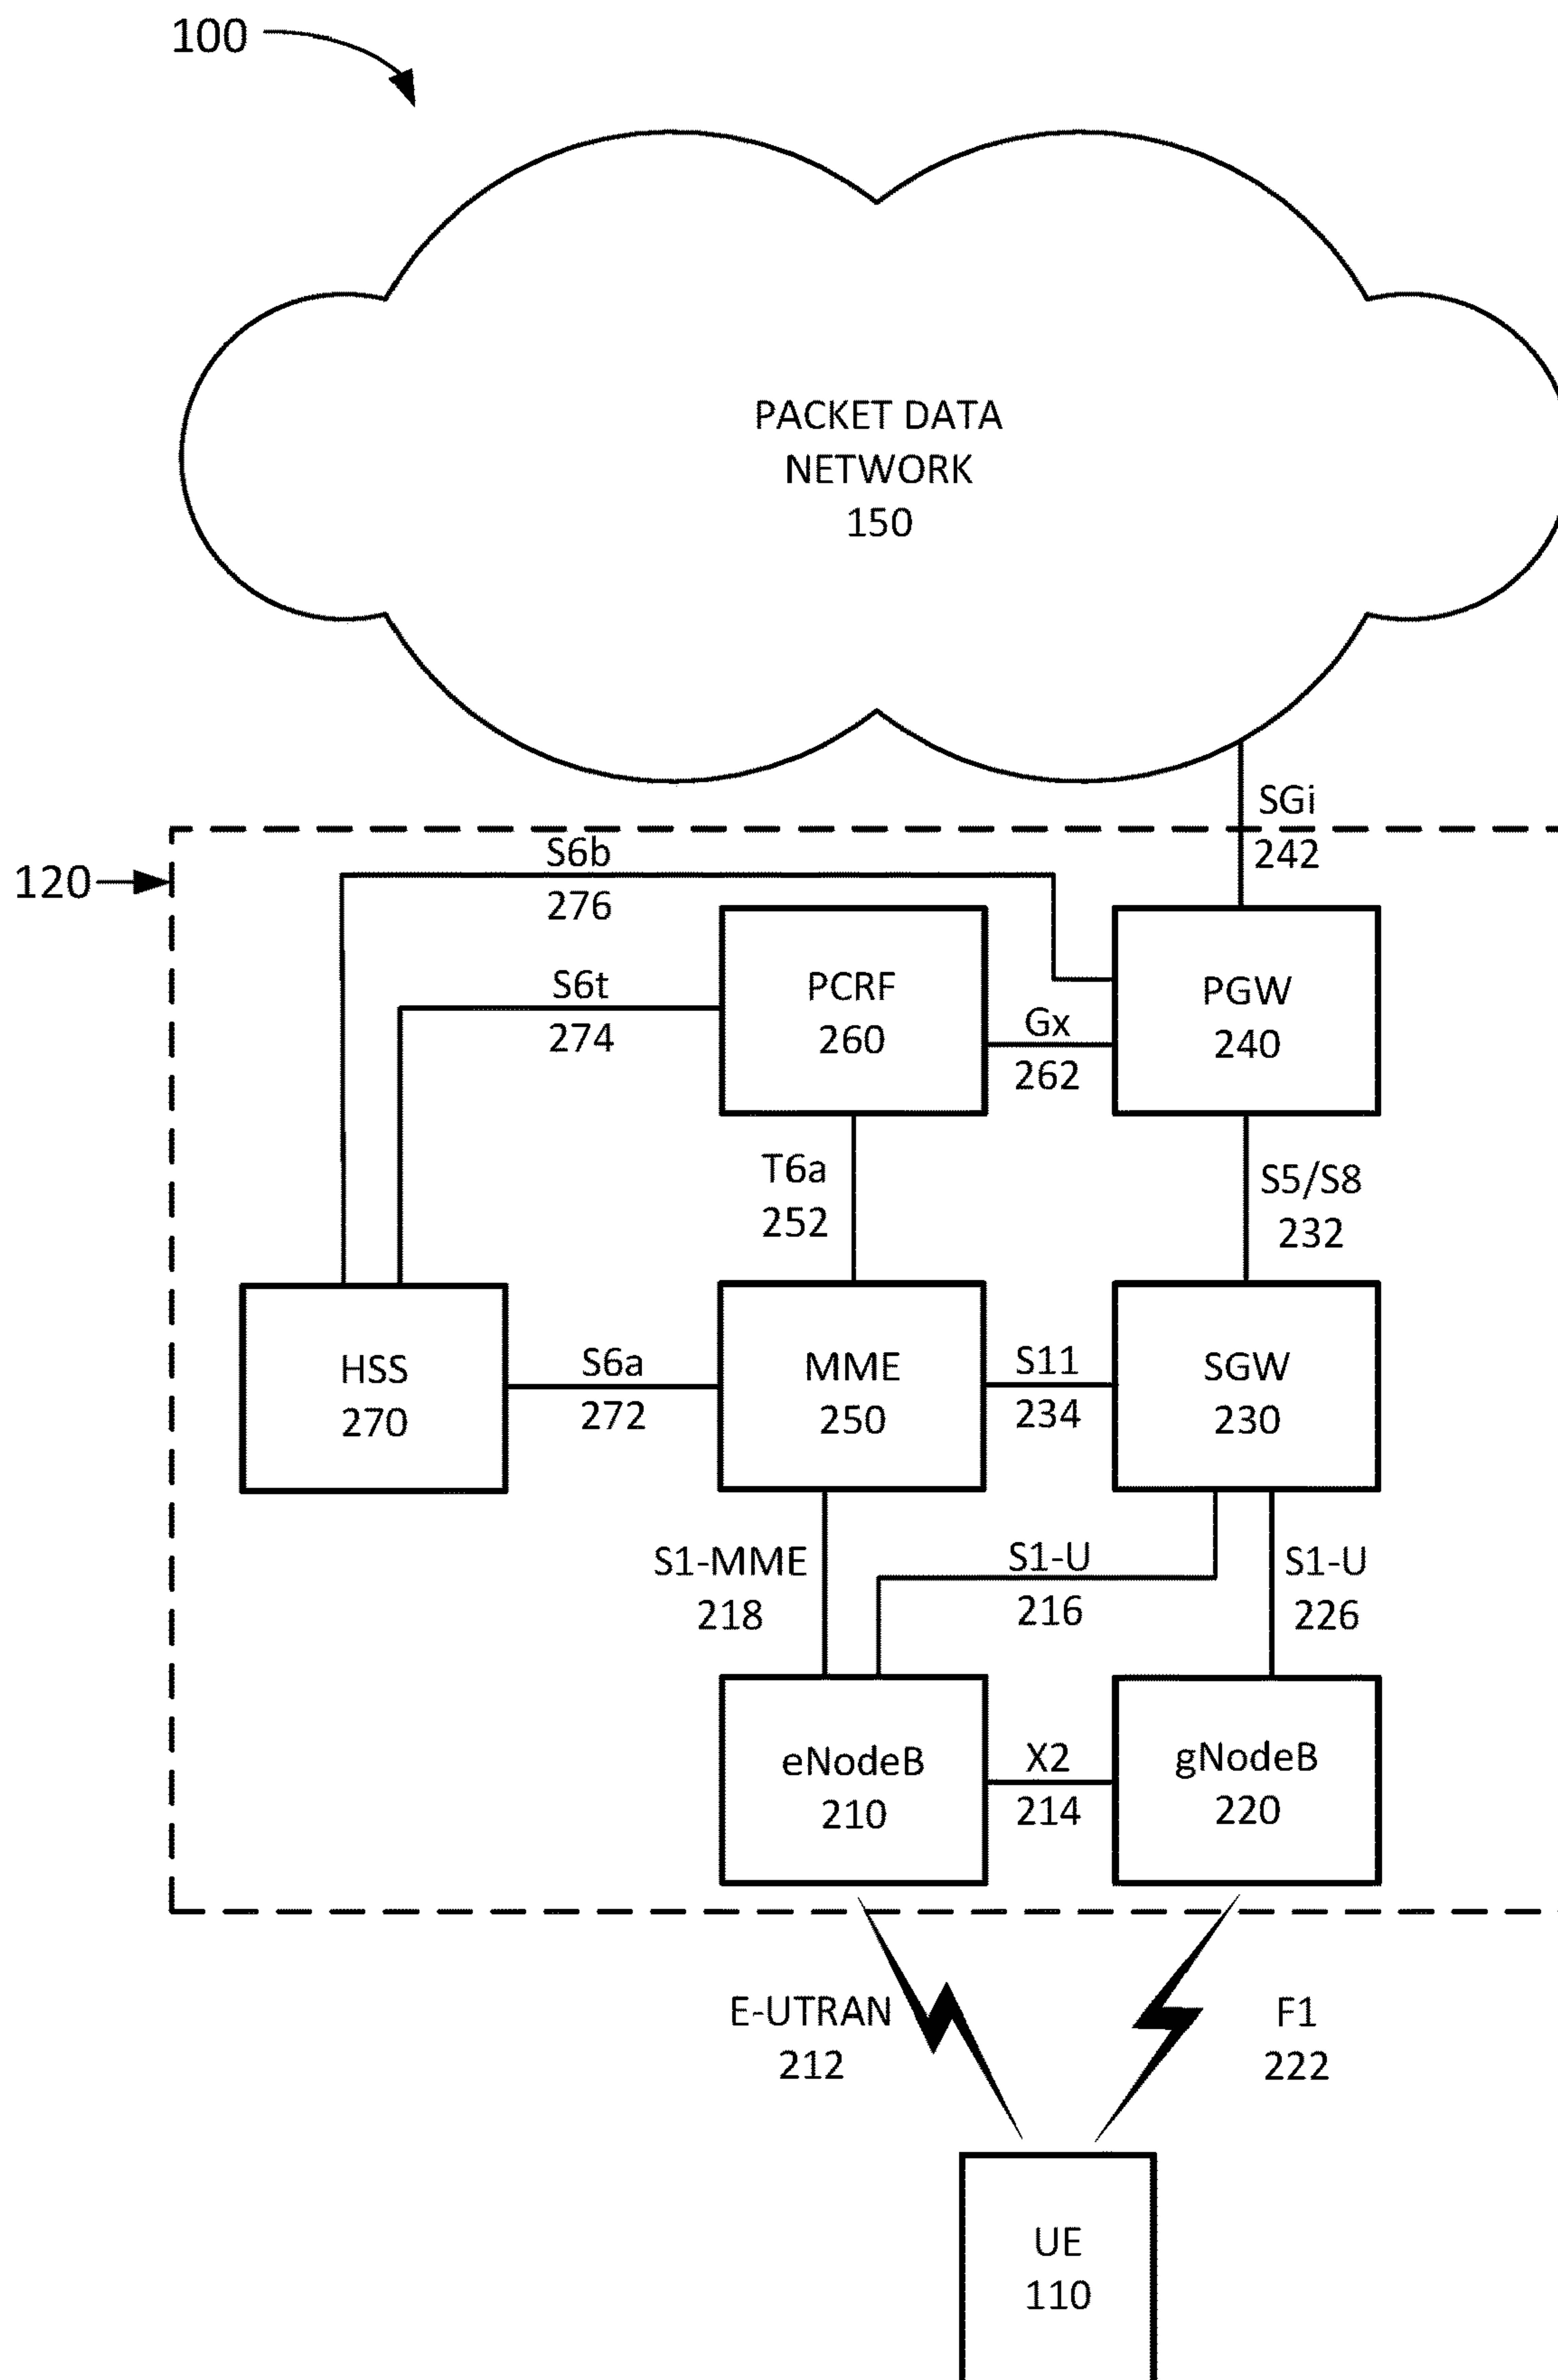 100
PACKET DATA
NETWORK
150
SGi
242
120
S6b
276
S6t
274
PCRF
260
Gx
262
PGW
240
T6a
252
S5/S8
232
HSS
270
S6a
272
MME
250
S11
234
SGW
230
S1-MME
218
S1-U
216
S1-U
226
eNodeB
210
X2
214
gNodeB
220
E-UTRAN
212
F1
222
UE
110